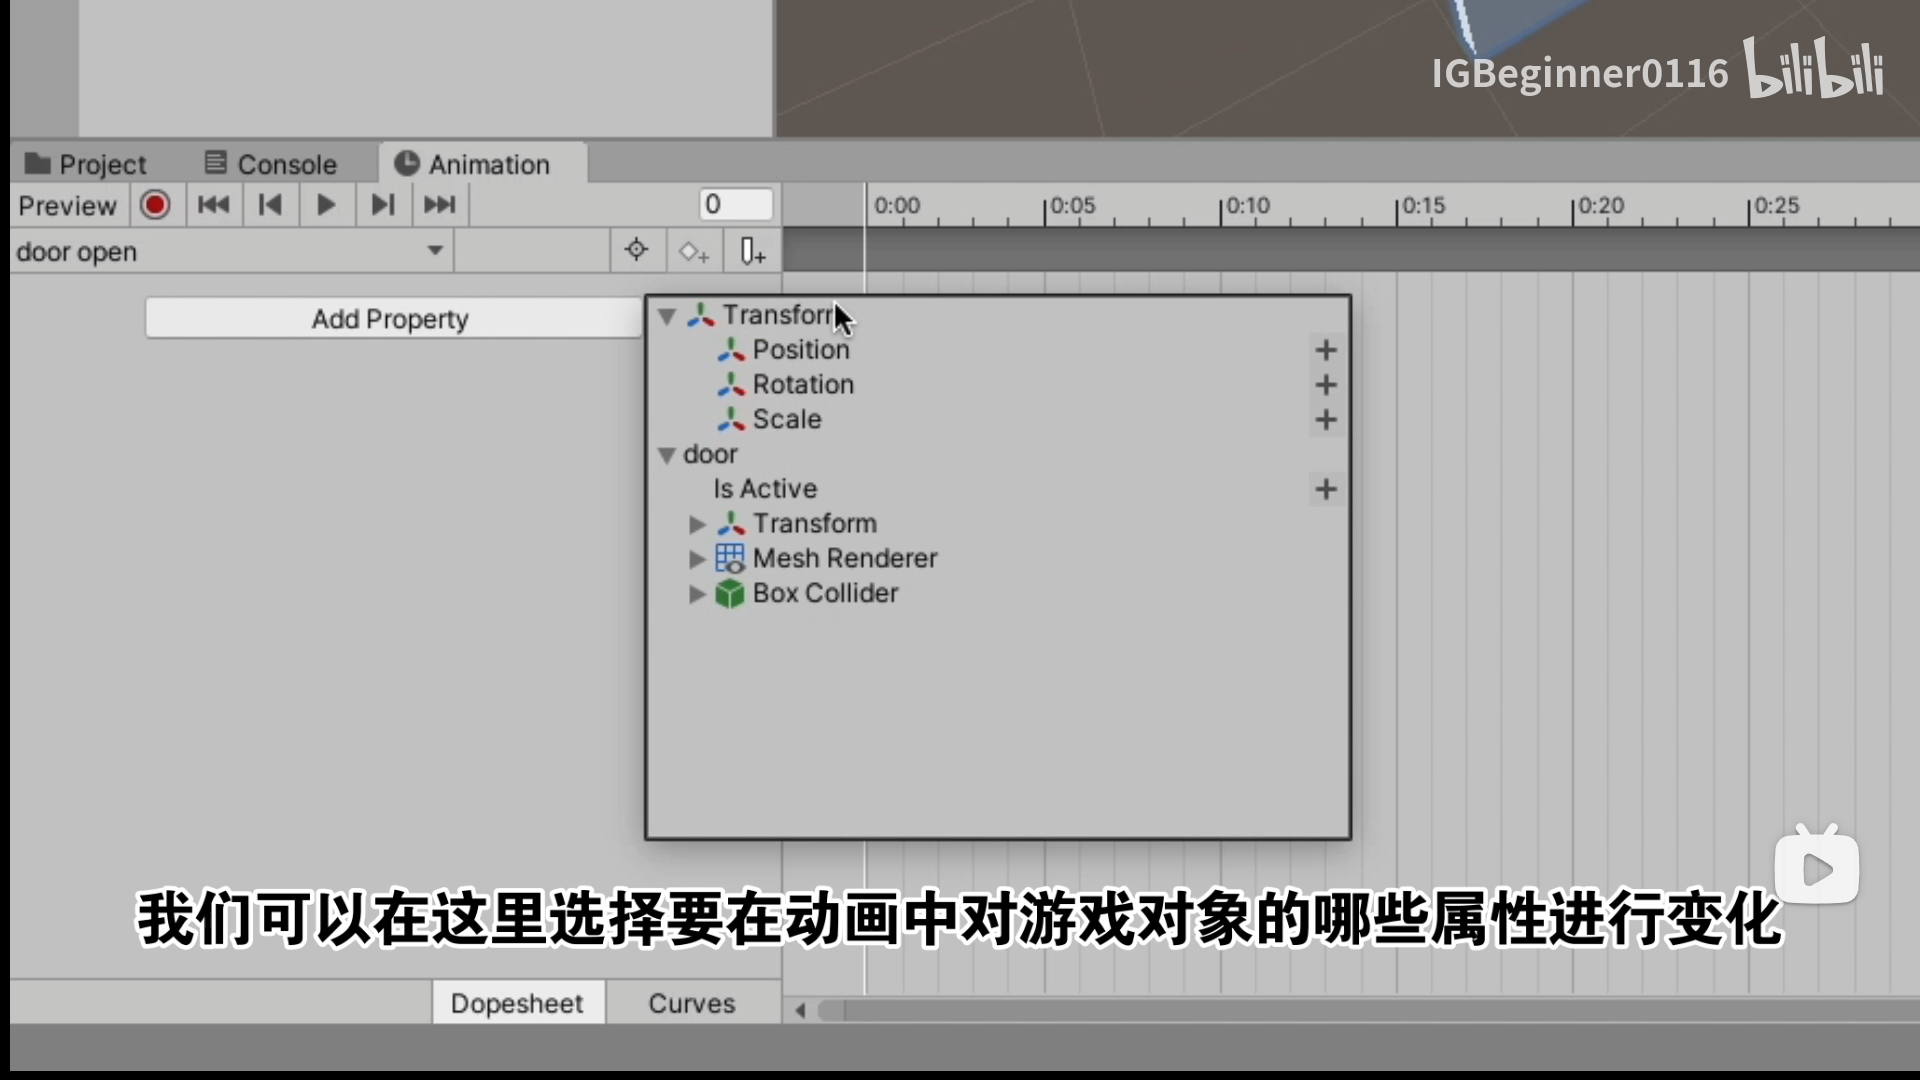 IGBeginner0116 bilibili
Project Console Animation
Preview 0 0:00 0:05 0:10 0:15 0:20 0:25
door open
Add Property
Transform
Position
Rotation
Scale
door
Is Active
Transform
Mesh Renderer
Box Collider
我们可以在这里选择要在动画中对游戏对象的哪些属性进行变化
Dopesheet Curves